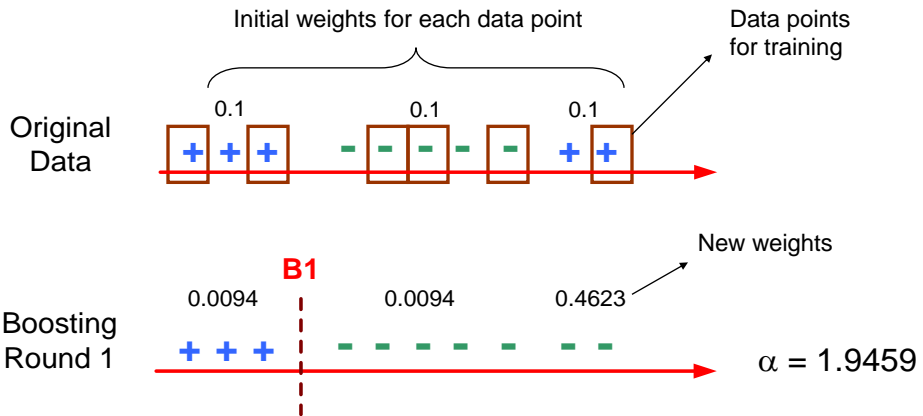 Initial weights for each data point
Data points
for training
0.1 0.1 0.1
Original
Data
+ + + - - - - - + +
New weights
B1
0.0094 0.0094 0.4623
Boosting
Round 1
+ + + - - - - - - -
α = 1.9459